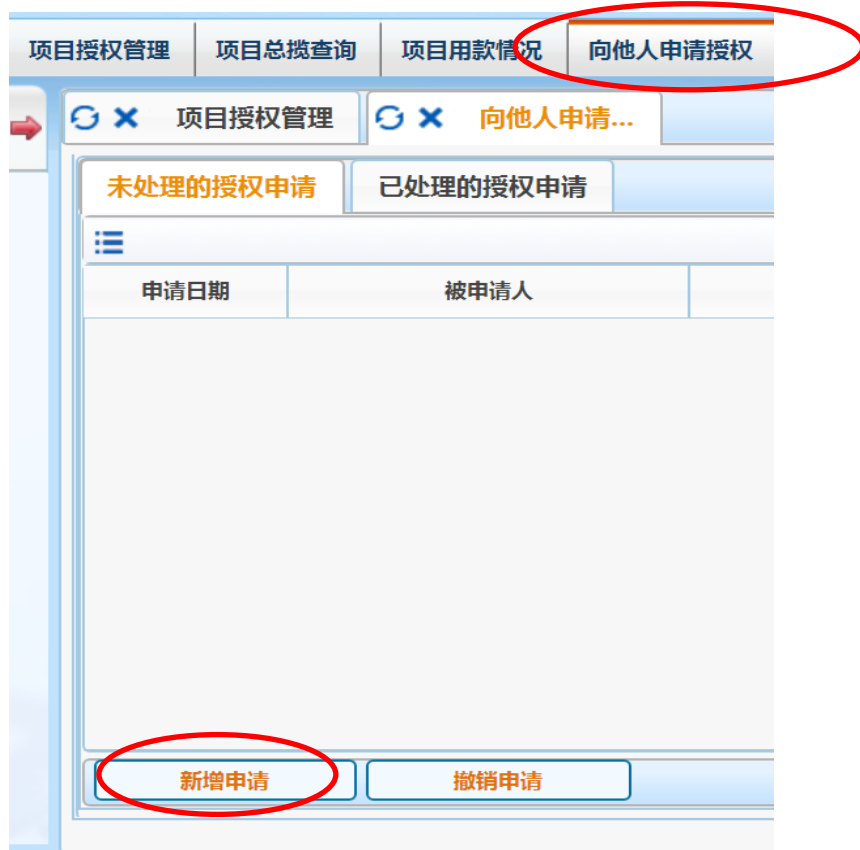 项目授权管理 项目总揽查询 项目用款情况 向他人申请授权
项目授权管理 向他人申请...
未处理的授权申请 已处理的授权申请
申请日期 被申请人
新增申请 撤销申请